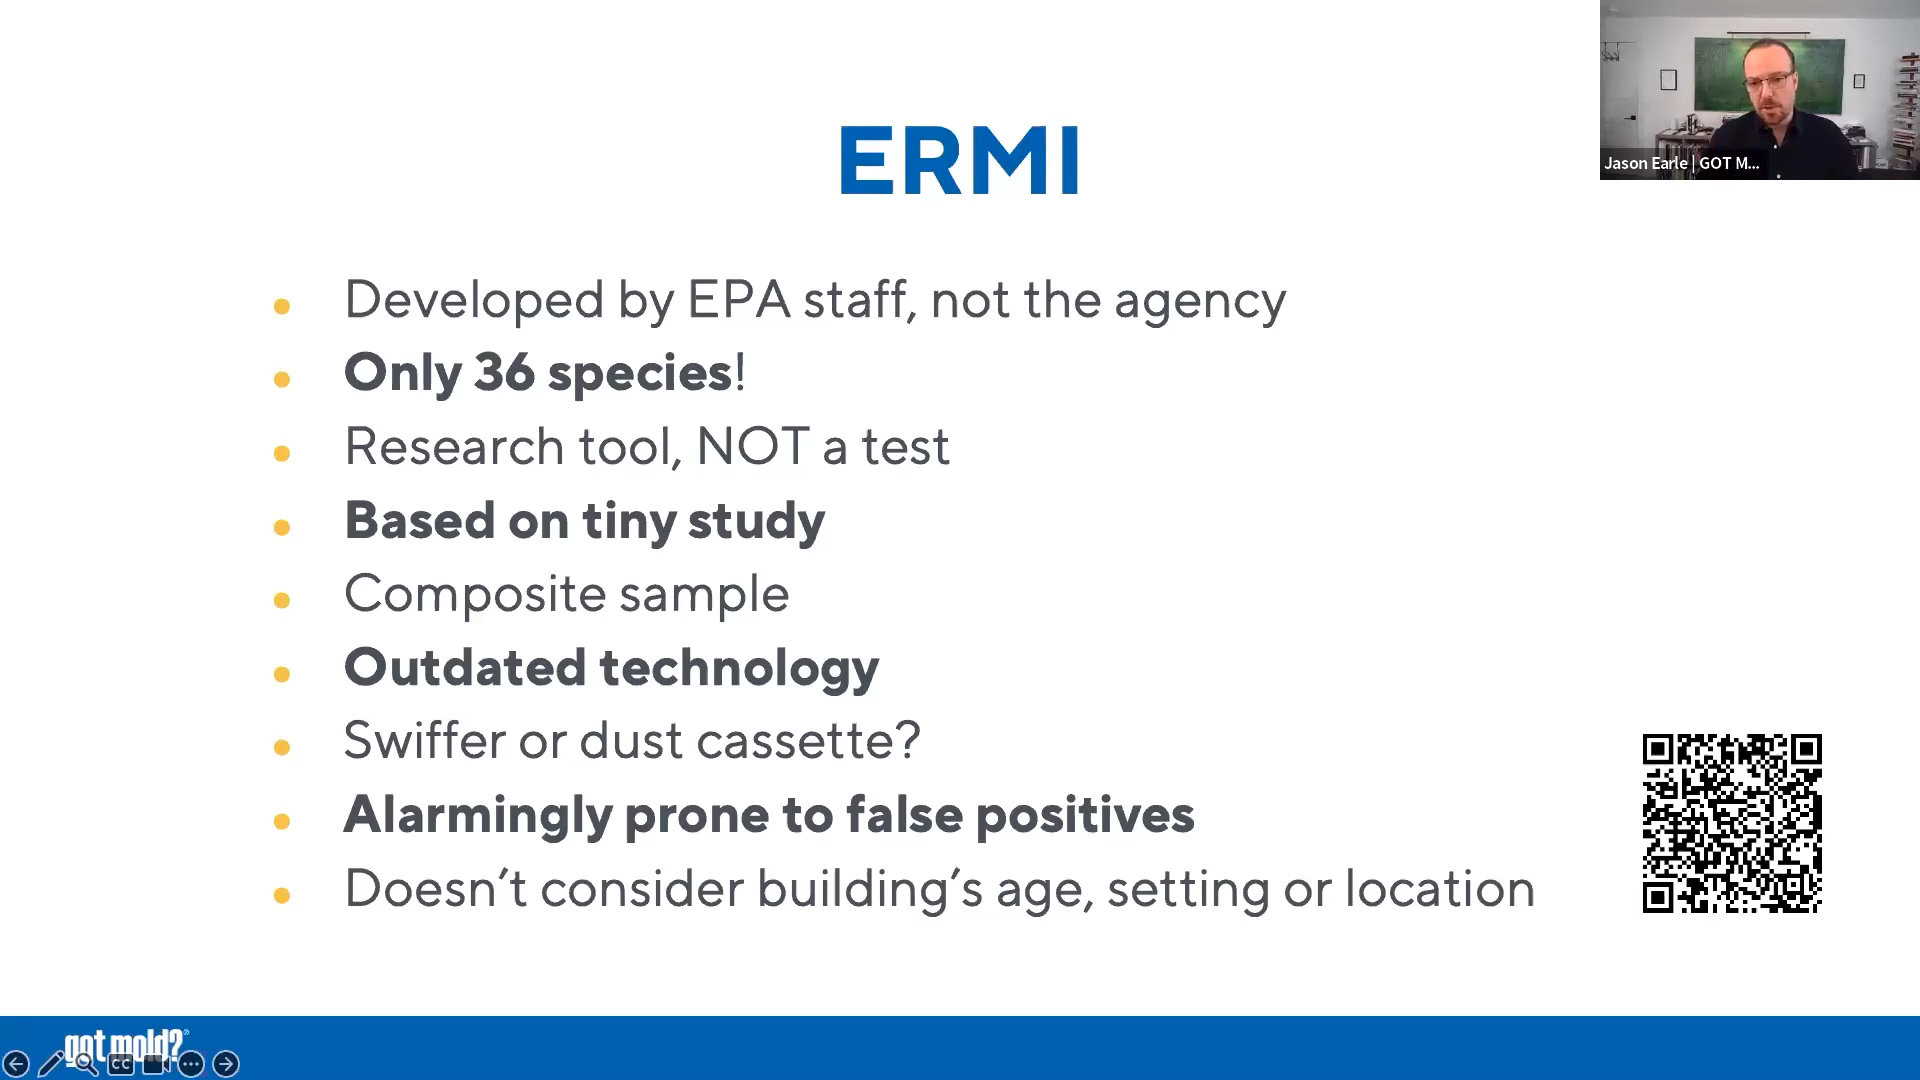 Jason Earle | GOT M...
ERMI
Developed by EPA staff, not the agency
Only 36 species!
Research tool, NOT a test
Based on tiny study
Composite sample
Outdated technology
Swiffer or dust cassette?
Alarmingly prone to false positives
Doesn’t consider building’s age, setting or location
got mold?®
CC